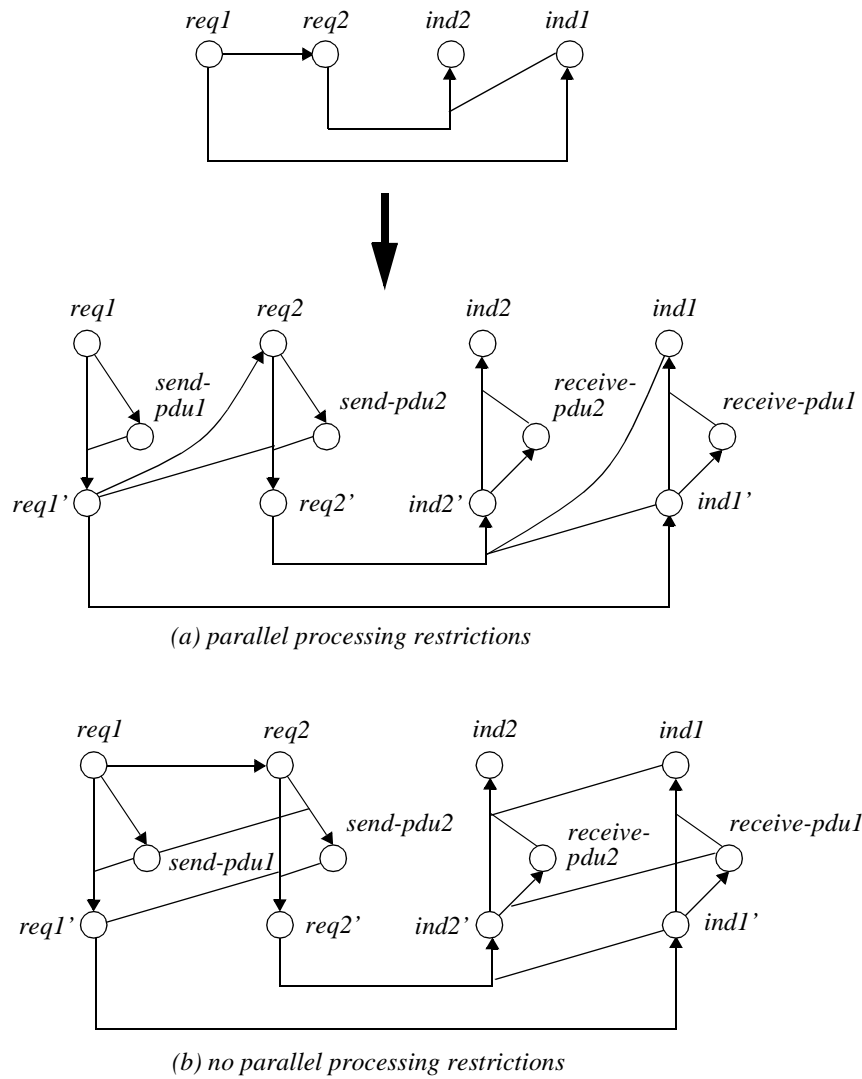 req1 req2 ind2 ind1
req1 req2 ind2 ind1
send-
pdu1
send-pdu2
receive-
pdu2
receive-pdu1
req1’ req2’ ind2’ ind1’
(a) parallel processing restrictions
req1 req2 ind2 ind1
send-pdu1
send-pdu2
receive-
pdu2
receive-pdu1
req1’ req2’ ind2’ ind1’
(b) no parallel processing restrictions